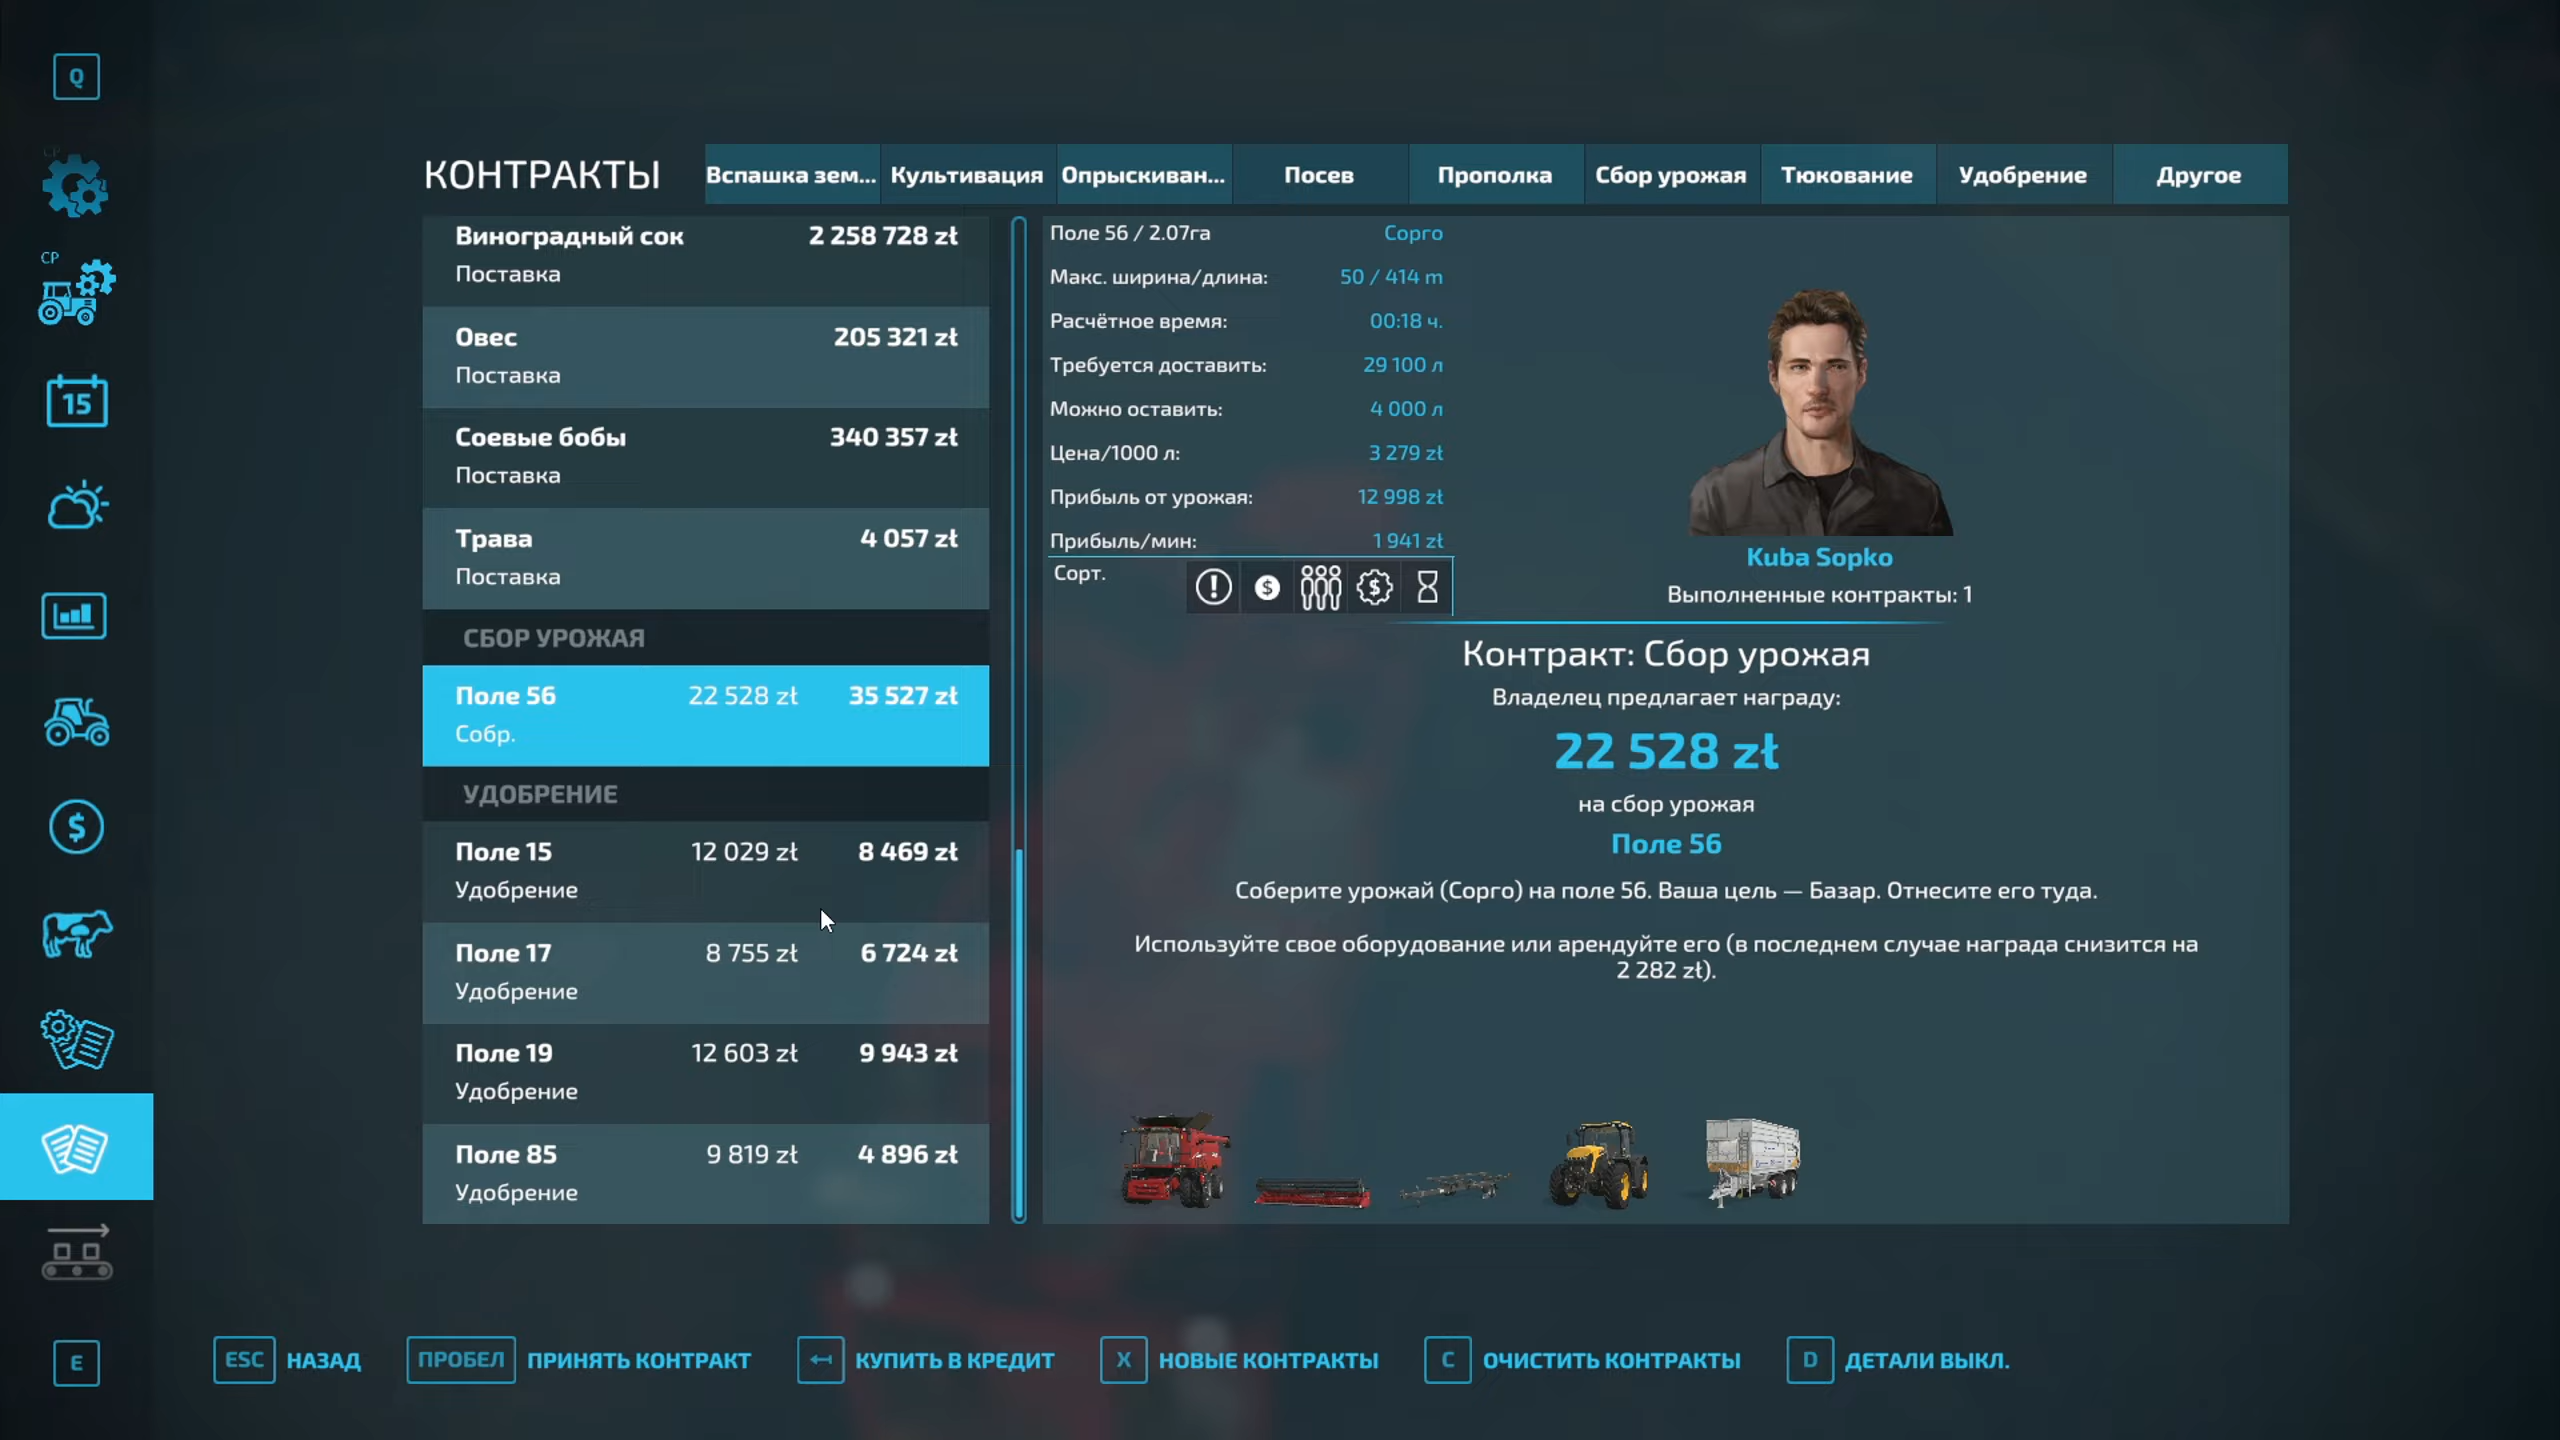 Q
CP
CP
15
E
КОНТРАКТЫ
Вспашка зем...
Культивация
Опрыскиван...
Посев
Прополка
Сбор урожая
Тюкование
Удобрение
Другое
Виноградный сок 2 258 728 zł
Поставка
Овес 205 321 zł
Поставка
Соевые бобы 340 357 zł
Поставка
Трава 4 057 zł
Поставка
СБОР УРОЖАЯ
Поле 56 22 528 zł 35 527 zł
Собр.
УДОБРЕНИЕ
Поле 15 12 029 zł 8 469 zł
Удобрение
Поле 17 8 755 zł 6 724 zł
Удобрение
Поле 19 12 603 zł 9 943 zł
Удобрение
Поле 85 9 819 zł 4 896 zł
Удобрение
Поле 56 / 2.07га Сорго
Макс. ширина/длина: 50 / 414 m
Расчётное время: 00:18 ч.
Требуется доставить: 29 100 л
Можно оставить: 4 000 л
Цена/1000 л: 3 279 zł
Прибыль от урожая: 12 998 zł
Прибыль/мин: 1 941 zł
Сорт.
Kuba Sopko
Выполненные контракты: 1
Контракт: Сбор урожая
Владелец предлагает награду:
22 528 zł
на сбор урожая
Поле 56
Соберите урожай (Сорго) на поле 56. Ваша цель — Базар. Отнесите его туда.
Используйте свое оборудование или арендуйте его (в последнем случае награда снизится на
2 282 zł).
ESC НАЗАД
ПРОБЕЛ ПРИНЯТЬ КОНТРАКТ
КУПИТЬ В КРЕДИТ
X НОВЫЕ КОНТРАКТЫ
C ОЧИСТИТЬ КОНТРАКТЫ
D ДЕТАЛИ ВЫКЛ.